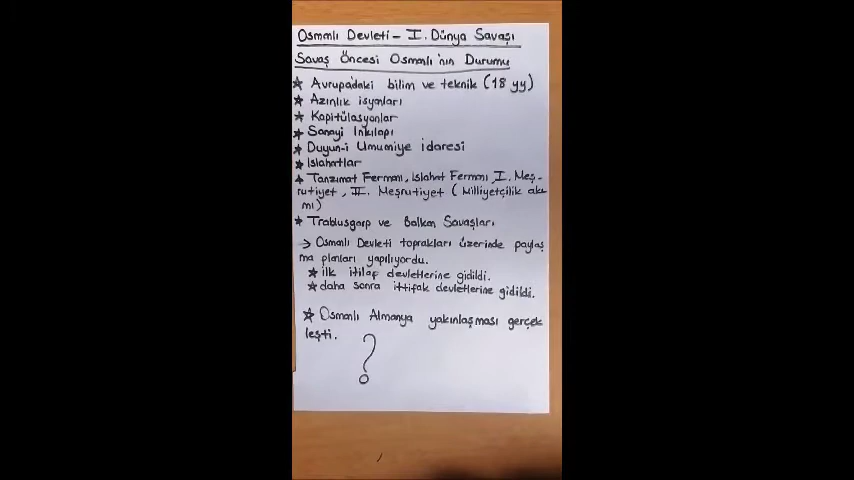 Osmanlı Devleti - I. Dünya Savaşı
Savaş Öncesi Osmanlı'nın Durumu
* Avrupa'daki bilim ve teknik (18 yy)
* Azınlık isyanları
* Kapitülasyonlar
* Sanayi İnkılapı
* Duyun-i Umumiye idaresi
* Islahatlar
* Tanzimat Fermanı, Islahat Fermanı, I. Meş-
rutiyet, II. Meşrutiyet (Milliyetçilik akı
mı)
* Trablusgarp ve Balkan Savaşları
→ Osmanlı Devleti toprakları üzerinde paylaş
ma planları yapılıyordu.
* ilk itilaf devletlerine gidildi.
* daha sonra ittifak devletlerine gidildi.
* Osmanlı Almanya yakınlaşması gerçek
leşti.
?